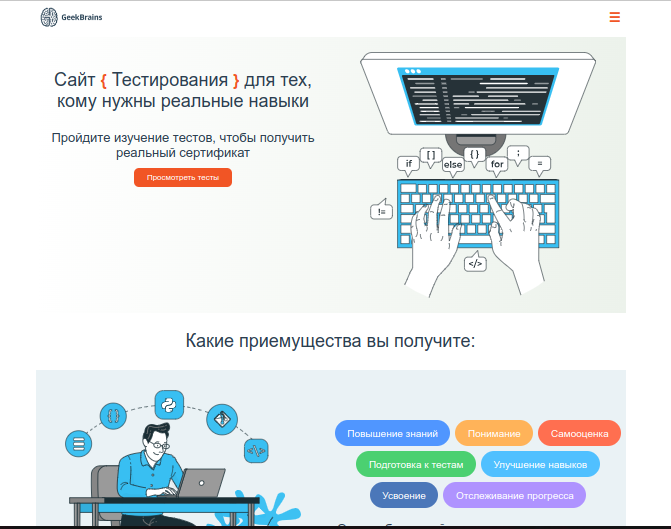 GeekBrains
Сайт { Тестирования } для тех,
кому нужны реальные навыки
Пройдите изучение тестов, чтобы получить
реальный сертификат
Просмотреть тесты
if
[ ]
else
{ }
for
;
=
!=
</>
Какие приемущества вы получите:
Повышение знаний
Понимание
Самооценка
Подготовка к тестам
Улучшение навыков
Усвоение
Отслеживание прогресса